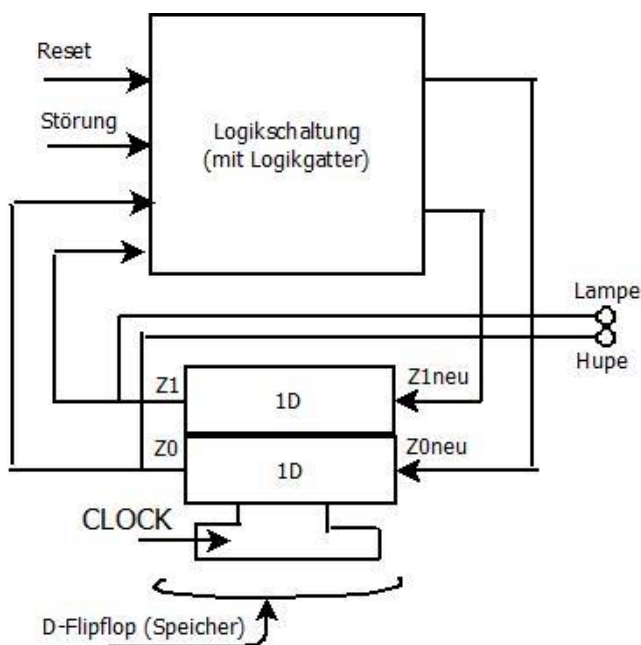 Reset
Störung
Logikschaltung
(mit Logikgatter)
Lampe
Hupe
Z1
1D
Z1neu
Z0
1D
Z0neu
CLOCK
D-Flipflop (Speicher)